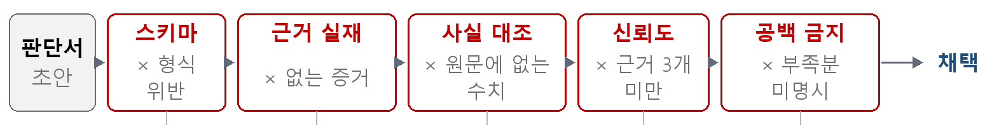 판단서
초안
스키마
× 형식
위반
근거 실재
× 없는 증거
사실 대조
× 원문에 없는
수치
신뢰도
× 근거 3개
미만
공백 금지
× 부족분
미명시
채택